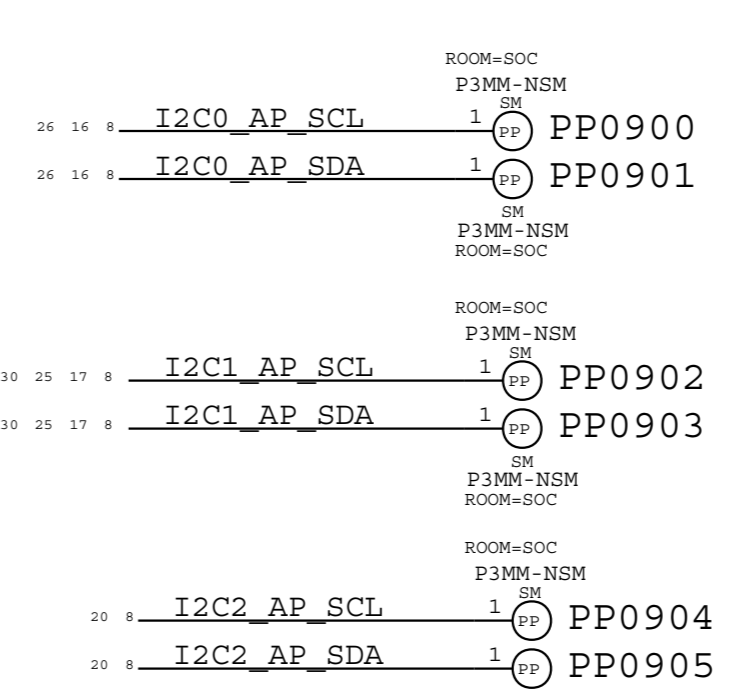 ROOM=SOC
P3MM-NSM
SM
26 16 8 I2C0_AP_SCL 1 PP PP0900
26 16 8 I2C0_AP_SDA 1 PP PP0901
SM
P3MM-NSM
ROOM=SOC
ROOM=SOC
P3MM-NSM
SM
30 25 17 8 I2C1_AP_SCL 1 PP PP0902
30 25 17 8 I2C1_AP_SDA 1 PP PP0903
SM
P3MM-NSM
ROOM=SOC
ROOM=SOC
P3MM-NSM
SM
20 8 I2C2_AP_SCL 1 PP PP0904
20 8 I2C2_AP_SDA 1 PP PP0905